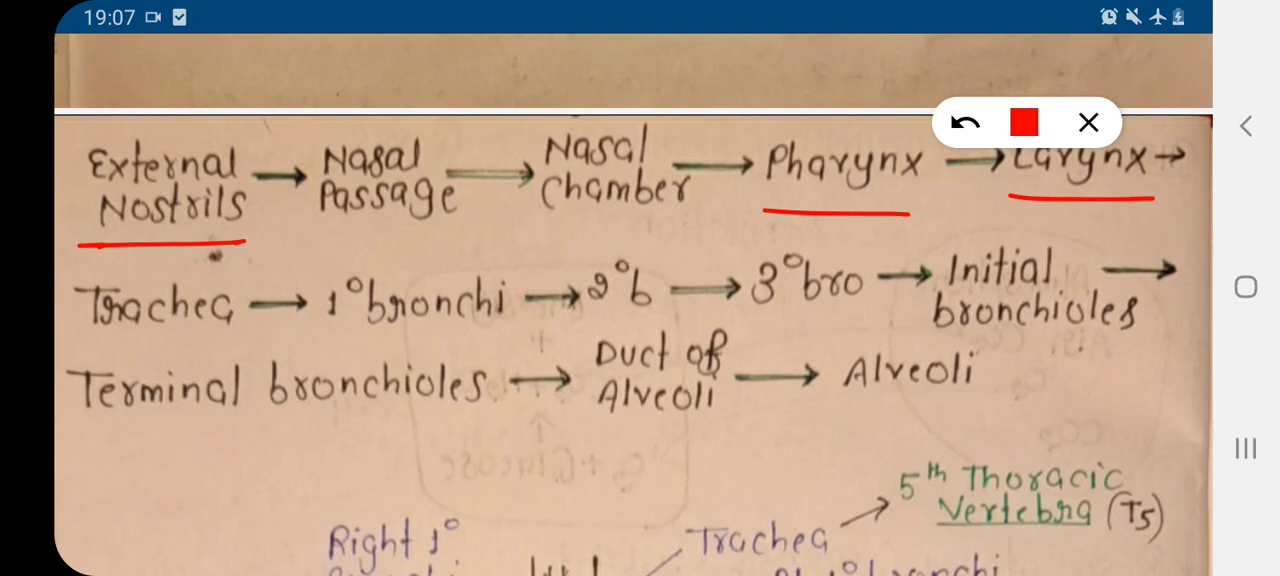 19:07
External Nostrils → Nasal Passage → Nasal Chamber → Pharynx → Larynx →
Trachea → 1° bronchi → 2° b → 3° bro → Initial bronchioles →
Terminal bronchioles → Duct of Alveoli → Alveoli
5th Thoracic
Vertebra (T5)
Right 1°
Trachea